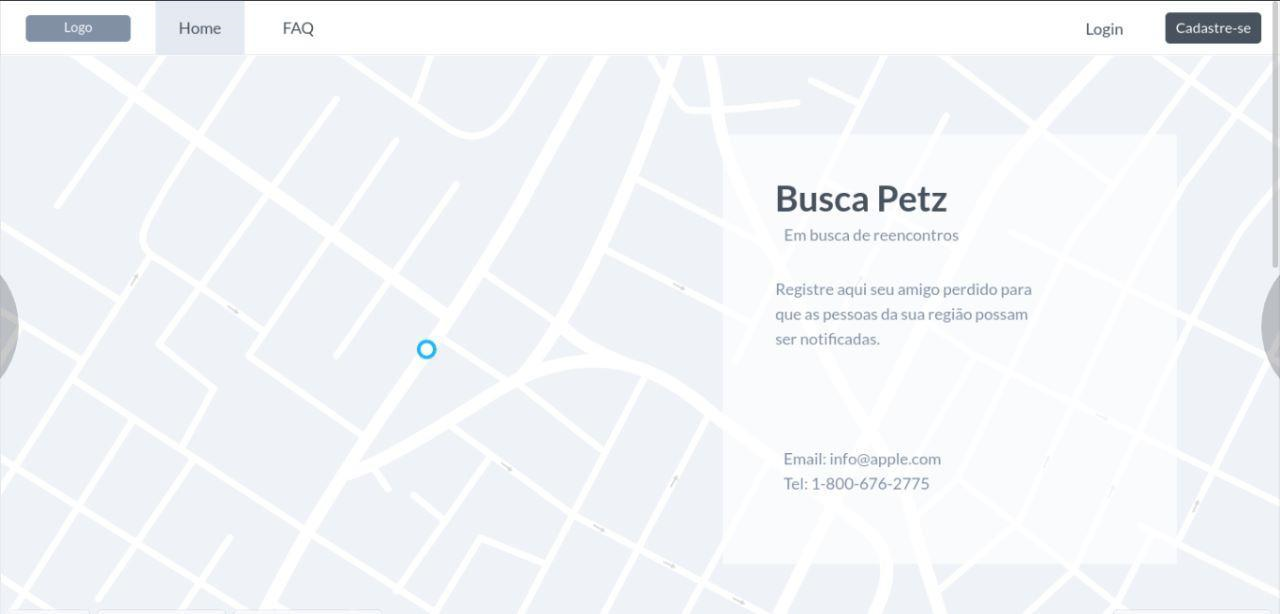 Logo
Home
FAQ
Login
Cadastre-se
Busca Petz
Em busca de reencontros
Registre aqui seu amigo perdido para
que as pessoas da sua região possam
ser notificadas.
Email: info@apple.com
Tel: 1-800-676-2775